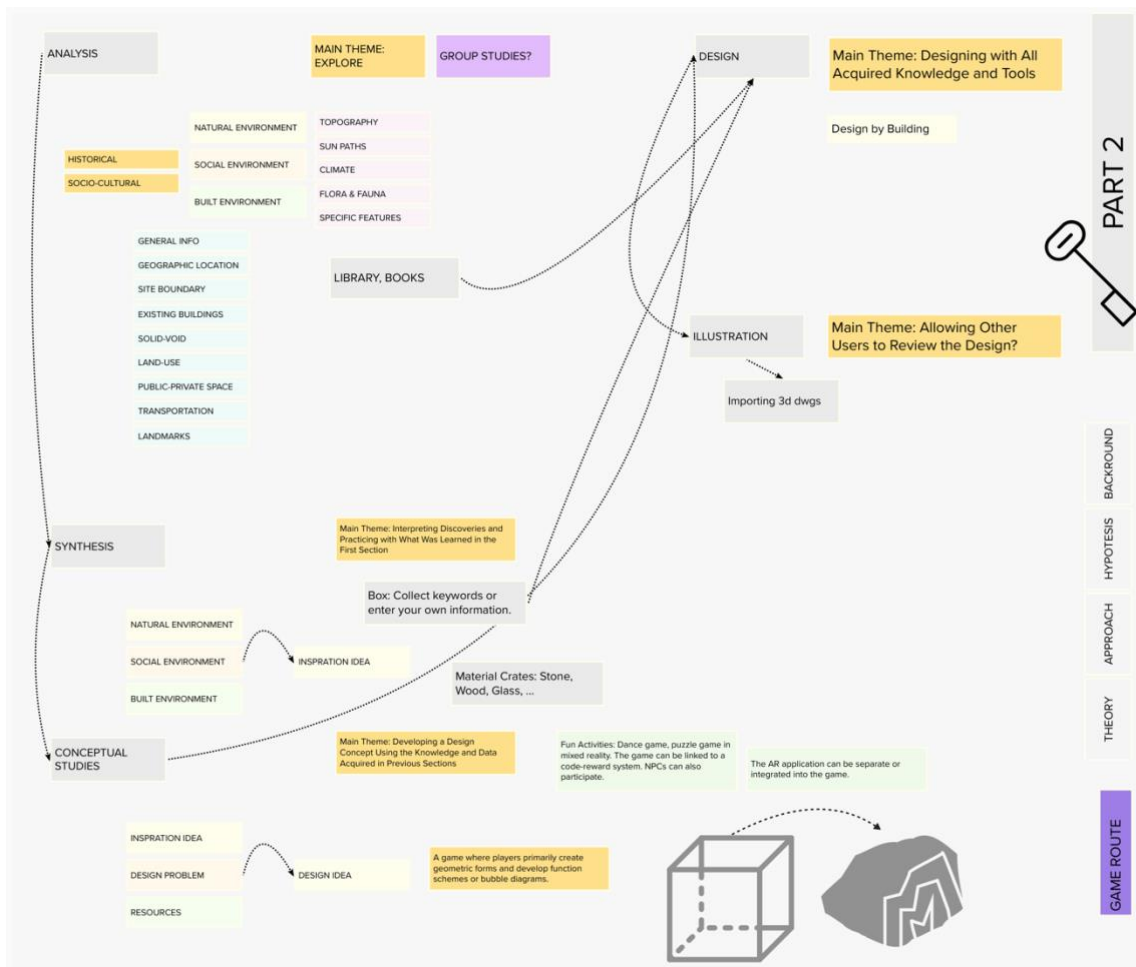 ANALYSIS
MAIN THEME:
EXPLORE
GROUP STUDIES?
HISTORICAL
SOCIO-CULTURAL
NATURAL ENVIRONMENT
SOCIAL ENVIRONMENT
BUILT ENVIRONMENT
TOPOGRAPHY
SUN PATHS
CLIMATE
FLORA & FAUNA
SPECIFIC FEATURES
GENERAL INFO
GEOGRAPHIC LOCATION
SITE BOUNDARY
EXISTING BUILDINGS
SOLID-VOID
LAND-USE
PUBLIC-PRIVATE SPACE
TRANSPORTATION
LANDMARKS
LIBRARY, BOOKS
DESIGN
Main Theme: Designing with All
Acquired Knowledge and Tools
Design by Building
ILLUSTRATION
Main Theme: Allowing Other
Users to Review the Design?
Importing 3d dwgs
SYNTHESIS
Main Theme: Interpreting Discoveries and
Practicing with What Was Learned in the
First Section
Box: Collect keywords or
enter your own information.
NATURAL ENVIRONMENT
SOCIAL ENVIRONMENT
BUILT ENVIRONMENT
INSPRATION IDEA
Material Crates: Stone,
Wood, Glass, ...
CONCEPTUAL
STUDIES
Main Theme: Developing a Design
Concept Using the Knowledge and Data
Acquired in Previous Sections
Fun Activities: Dance game, puzzle game in
mixed reality. The game can be linked to a
code-reward system. NPCs can also
participate.
The AR application can be separate or
integrated into the game.
INSPRATION IDEA
DESIGN PROBLEM
RESOURCES
DESIGN IDEA
A game where players primarily create
geometric forms and develop function
schemes or bubble diagrams.
PART 2
BACKROUND
HYPOTESIS
APPROACH
THEORY
GAME ROUTE